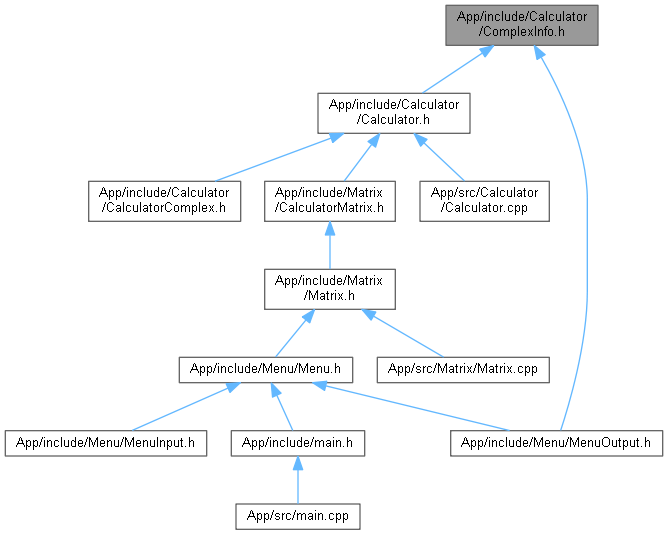 App/include/Calculator
/ComplexInfo.h
App/include/Calculator
/Calculator.h
App/include/Calculator
/CalculatorComplex.h
App/include/Matrix
/CalculatorMatrix.h
App/src/Calculator
/Calculator.cpp
App/include/Matrix
/Matrix.h
App/include/Menu/Menu.h
App/src/Matrix/Matrix.cpp
App/include/Menu/MenuInput.h
App/include/main.h
App/include/Menu/MenuOutput.h
App/src/main.cpp